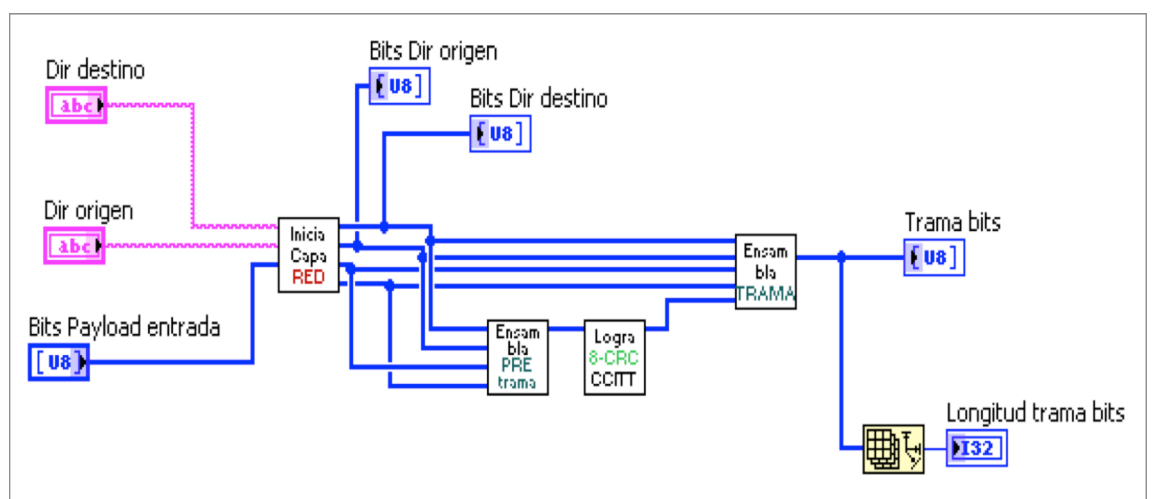 Bits Dir origen
[U8]
Dir destino
abc
Bits Dir destino
[U8]
Dir origen
abc
Inicia
Capa
RED
Trama bits
[U8]
Ensam
bla
TRAMA
Bits Payload entrada
[U8]
Ensam
bla
PRE
trama
Logra
8-CRC
CCITT
Longitud trama bits
I32